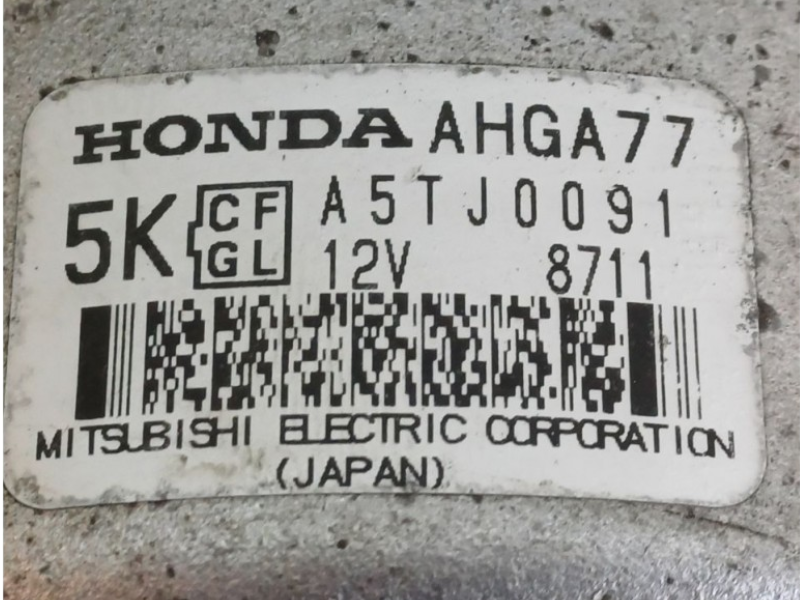 HONDA AHGA77
5K CF GL A5TJ0091
12V 8711
MITSUBISHI ELECTRIC CORPORATION
(JAPAN)